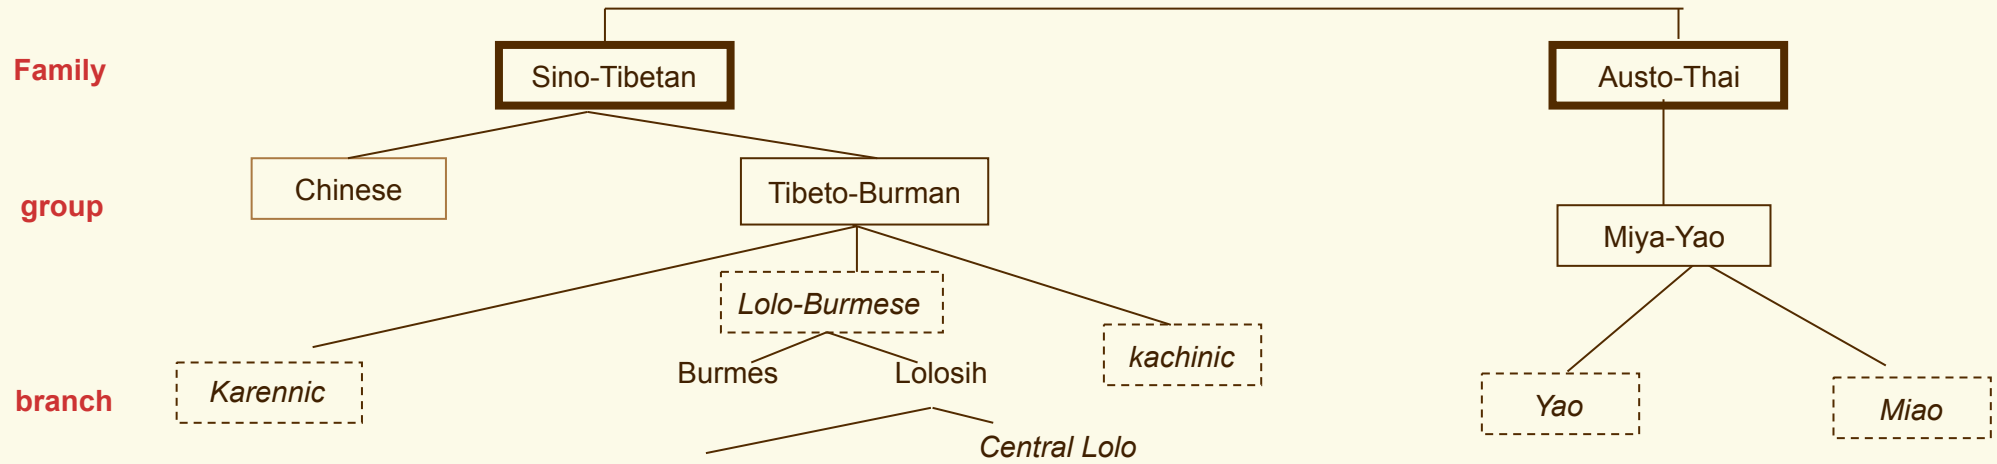 Family
Sino-Tibetan
Austo-Thai
group
Chinese
Tibeto-Burman
Miya-Yao
Lolo-Burmese
kachinic
Burmes
Lolosih
branch
Karennic
Yao
Miao
Central Lolo